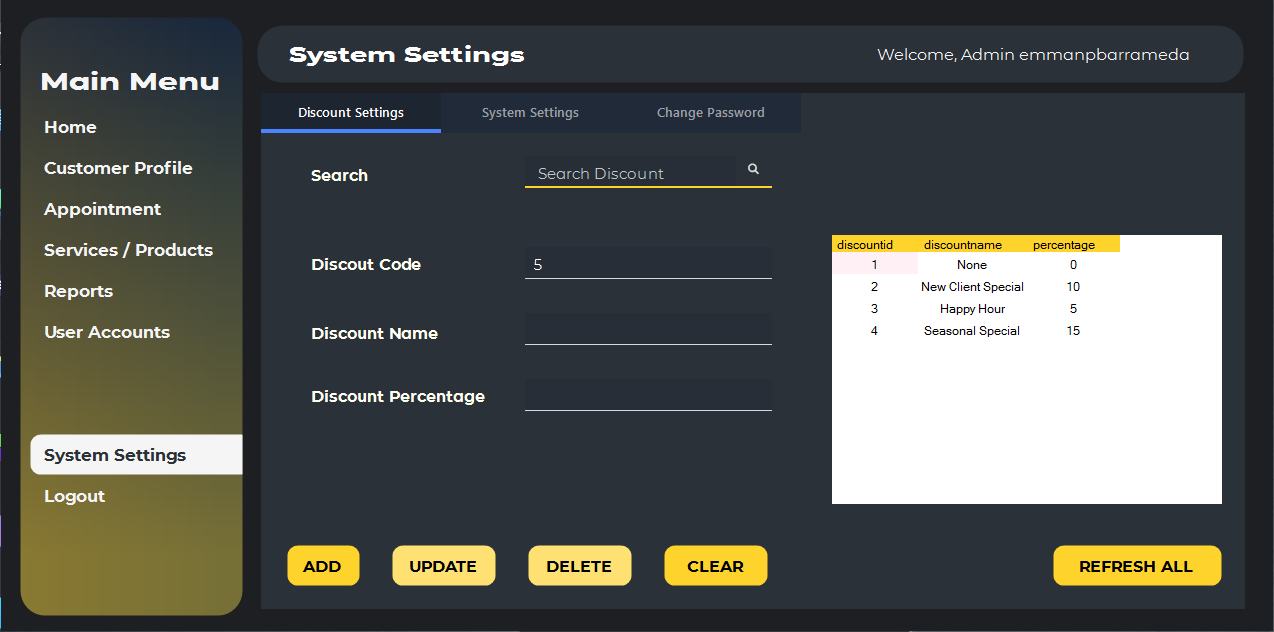 Main Menu
Home
Customer Profile
Appointment
Services / Products
Reports
User Accounts
System Settings
Logout
System Settings
Welcome, Admin emmanpbarrameda
Discount Settings System Settings Change Password
Search Search Discount
Discout Code 5
Discount Name
Discount Percentage
discountid discountname percentage
1 None 0
2 New Client Special 10
3 Happy Hour 5
4 Seasonal Special 15
ADD UPDATE DELETE CLEAR REFRESH ALL